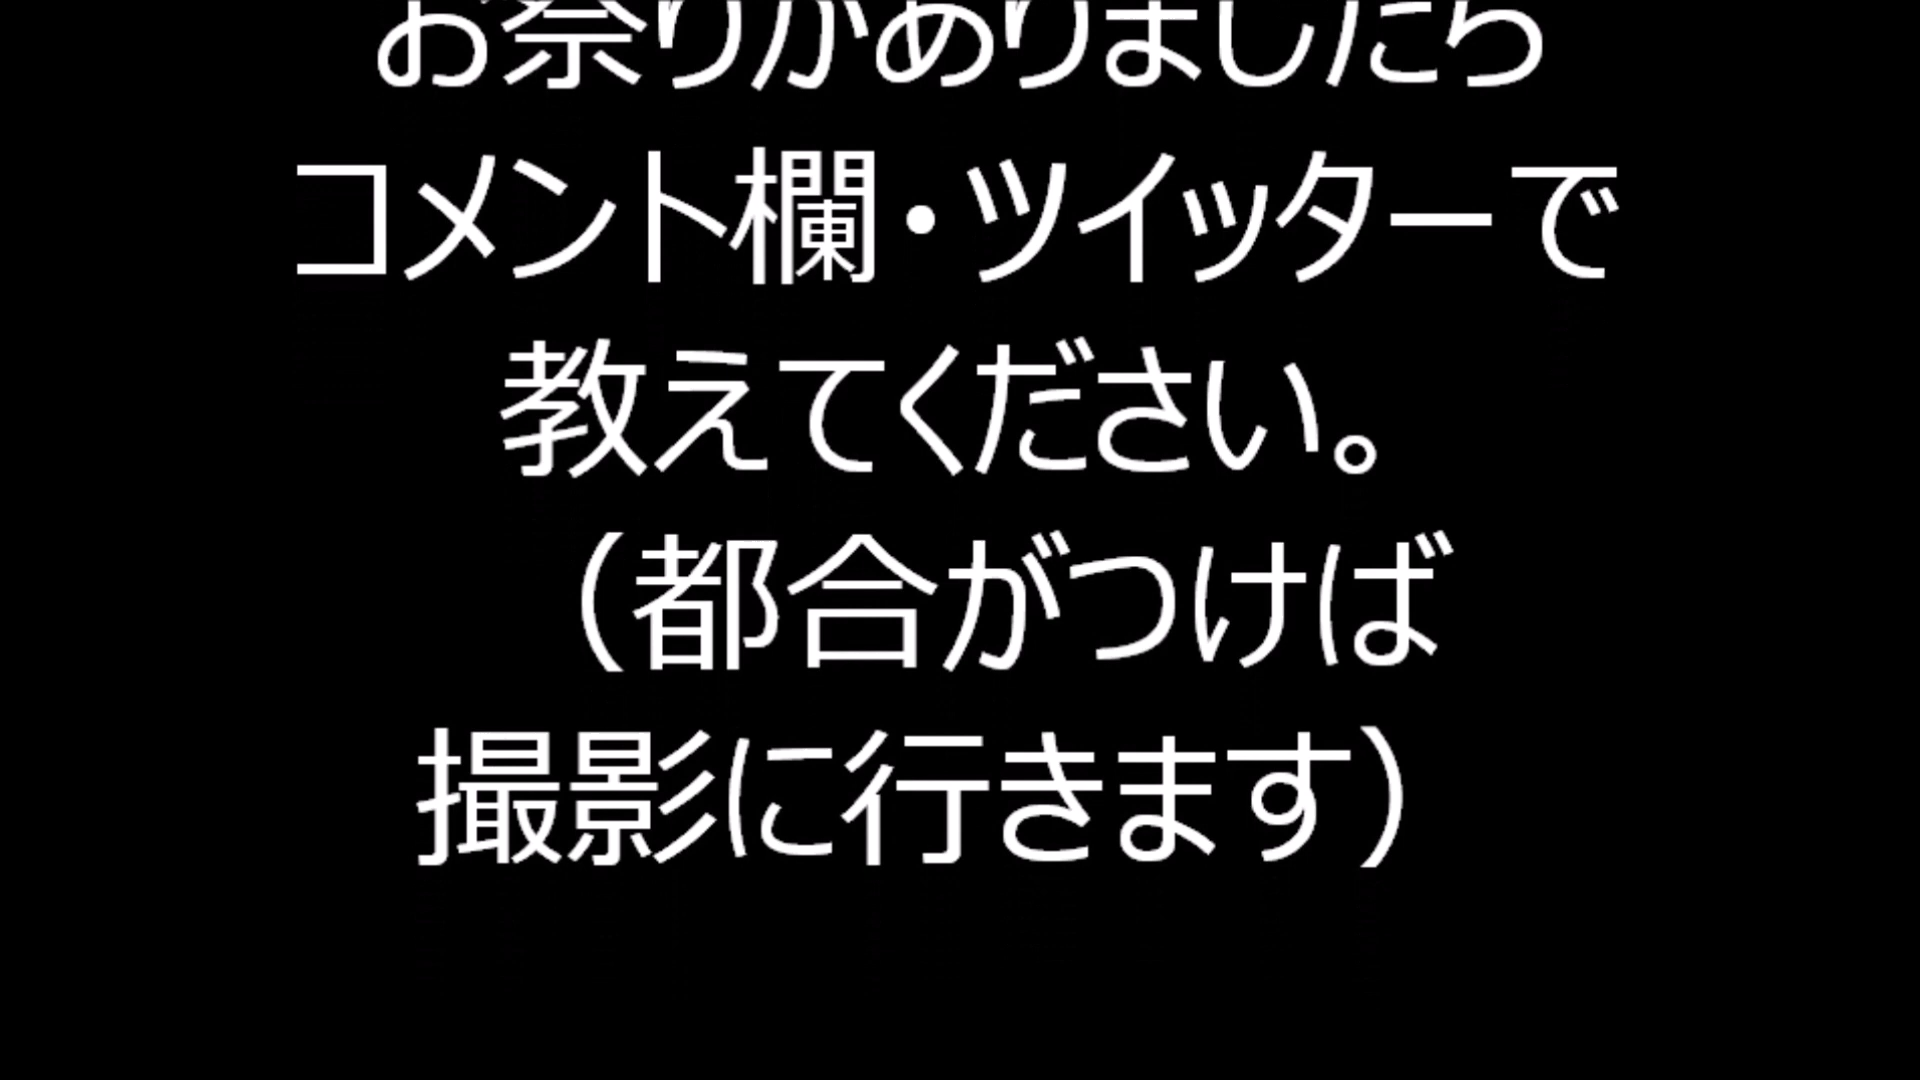 お祭りがありましたら
コメント欄・ツイッターで
教えてください。
（都合がつけば
撮影に行きます）